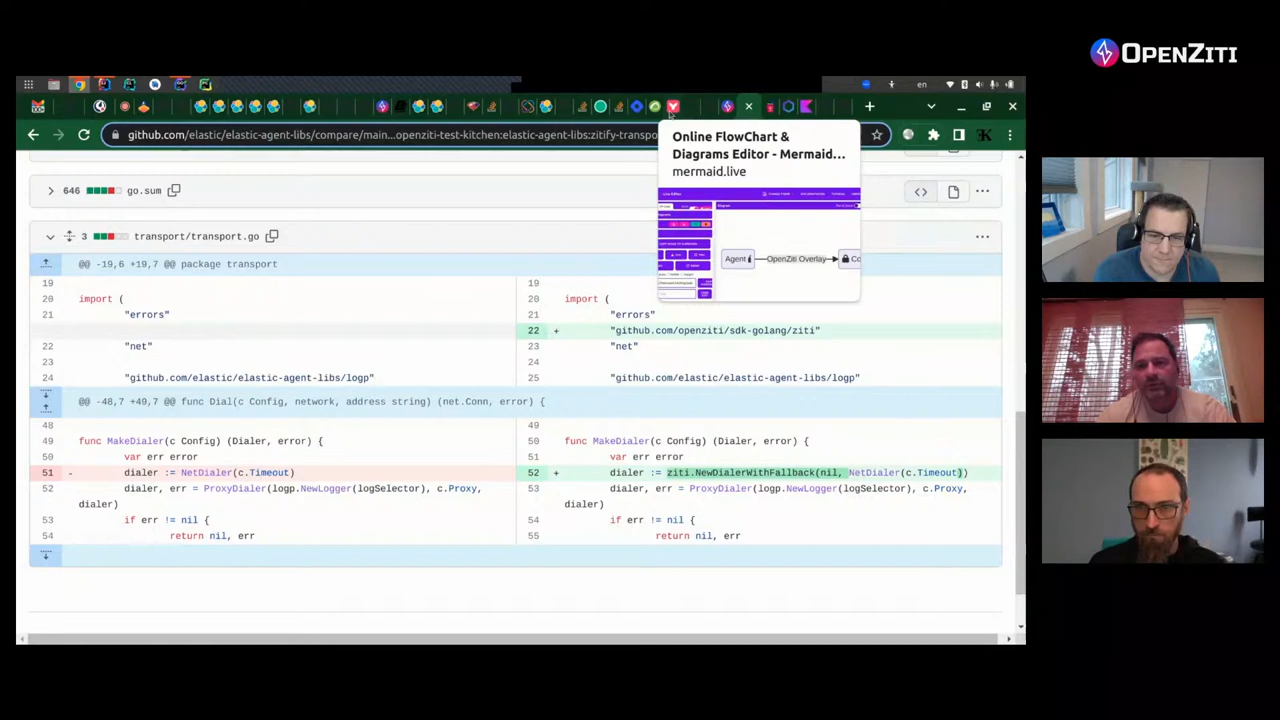 OPENZITI
en
github.com/elastic/elastic-agent-libs/compare/main...openziti-test-kitchen:elastic-agent-libs:zitify-transpo
Online FlowChart &
Diagrams Editor - Mermaid...
mermaid.live
Live Editor
Diagram
Agent
OpenZiti Overlay
Co
646 go.sum
3 transport/transport.go
@@ -19,6 +19,7 @@ package transport
19 19
20 import ( 20 import (
21 "errors" 21 "errors"
22 + "github.com/openziti/sdk-golang/ziti"
22 "net" 23 "net"
23 24
24 "github.com/elastic/elastic-agent-libs/logp" 25 "github.com/elastic/elastic-agent-libs/logp"
@@ -48,7 +49,7 @@ func Dial(c Config, network, address string) (net.Conn, error) {
48 49
49 func MakeDialer(c Config) (Dialer, error) { 50 func MakeDialer(c Config) (Dialer, error) {
50 var err error 51 var err error
51 - dialer := NetDialer(c.Timeout) 52 + dialer := ziti.NewDialerWithFallback(nil, NetDialer(c.Timeout))
52 dialer, err = ProxyDialer(logp.NewLogger(logSelector), c.Proxy, 53 dialer, err = ProxyDialer(logp.NewLogger(logSelector), c.Proxy,
dialer) dialer)
53 if err != nil { 54 if err != nil {
54 return nil, err 55 return nil, err